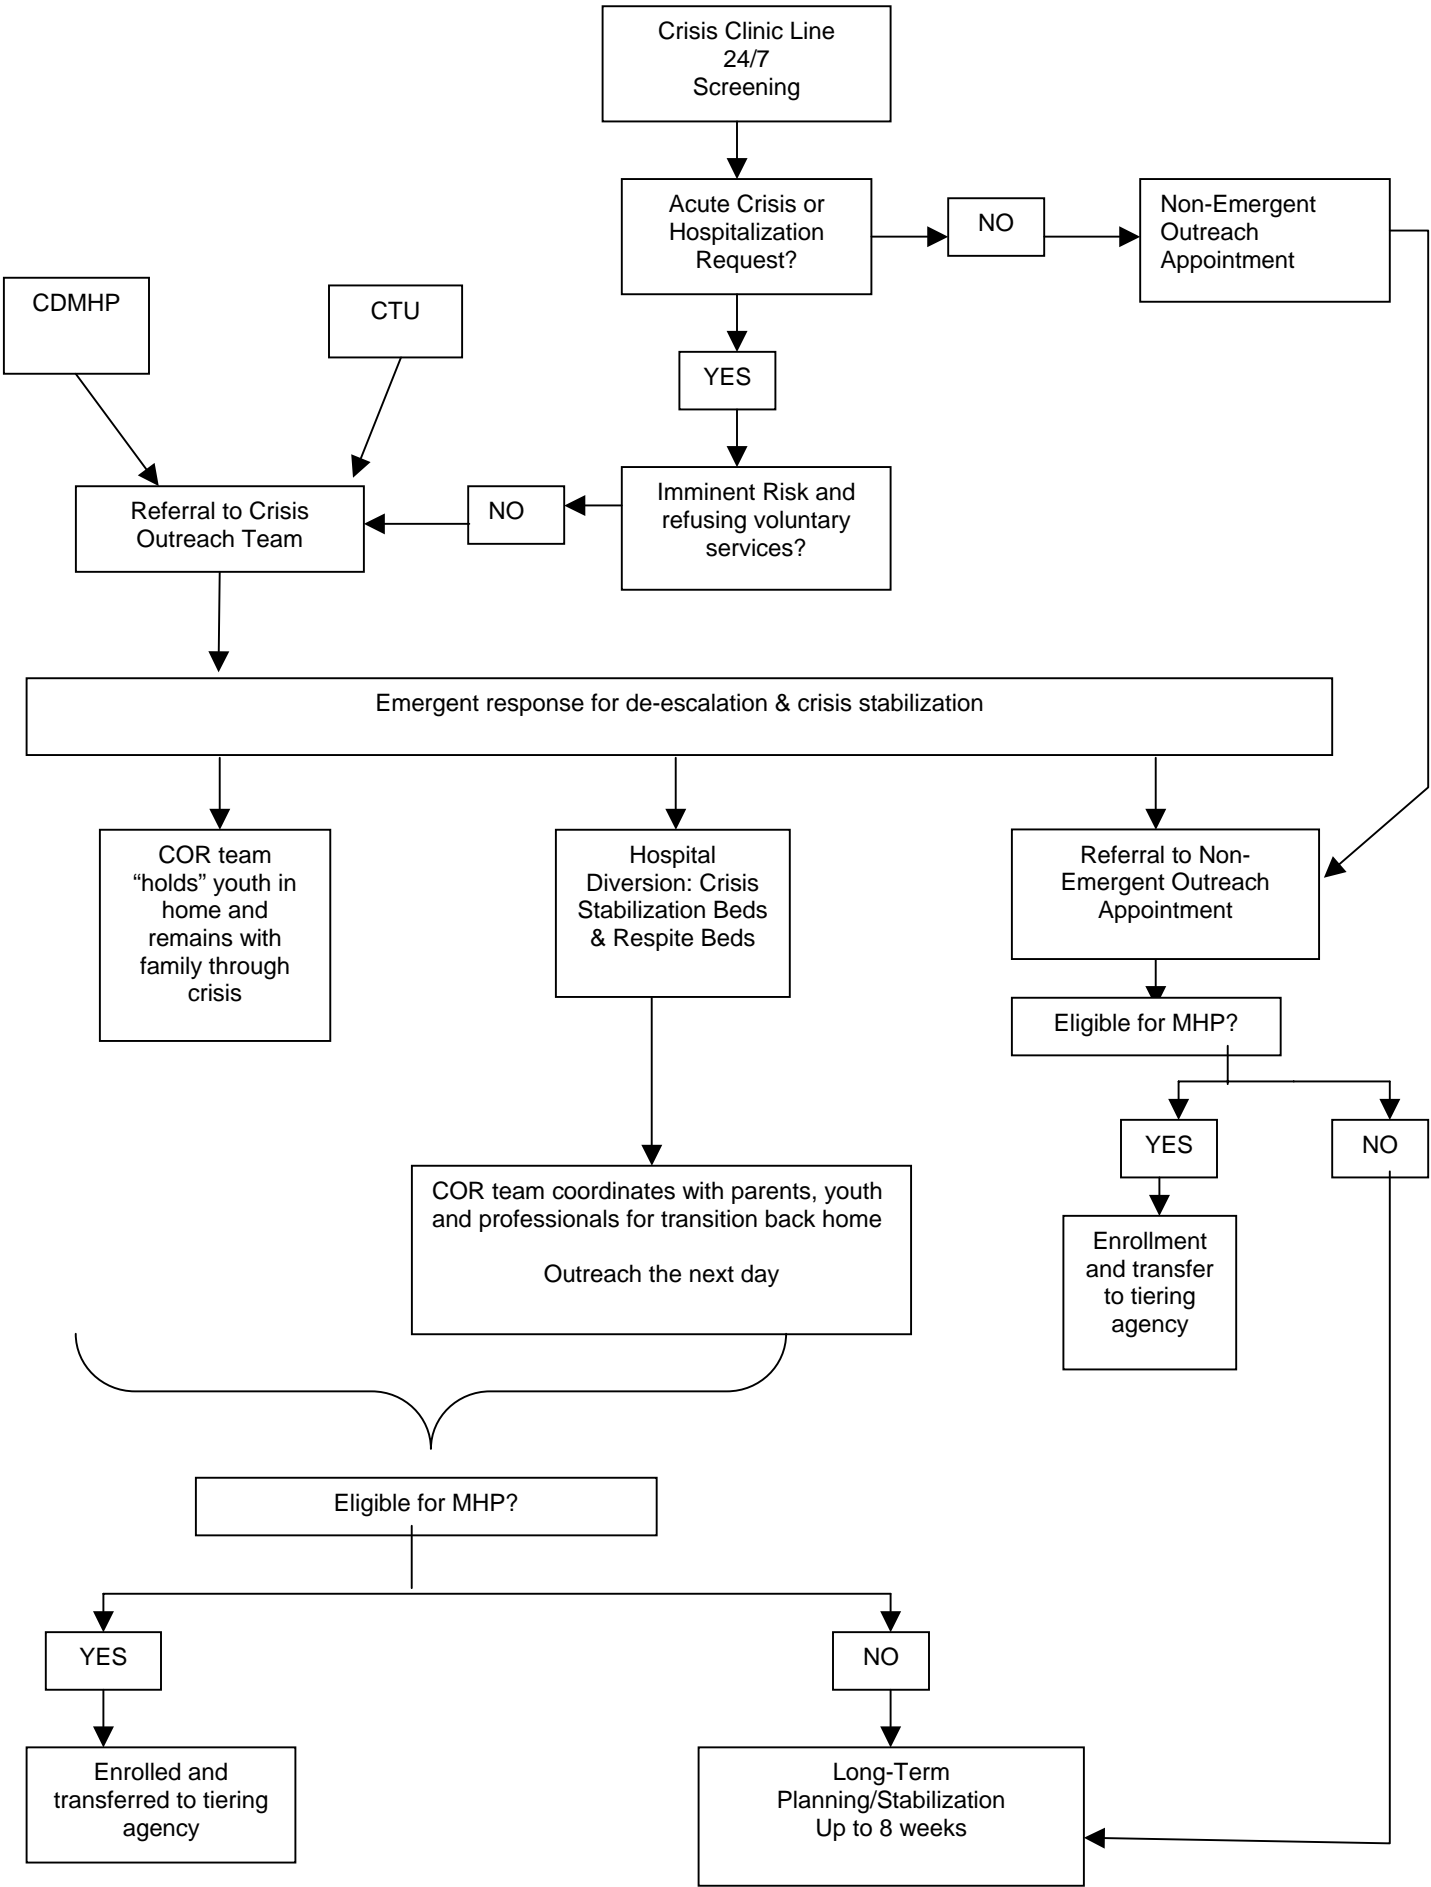 Crisis Clinic Line
24/7
Screening
Acute Crisis or
Hospitalization
Request?
NO
Non-Emergent
Outreach
Appointment
CDMHP
CTU
YES
Referral to Crisis
Outreach Team
NO
Imminent Risk and
refusing voluntary
services?
Emergent response for de-escalation & crisis stabilization
COR team
“holds” youth in
home and
remains with
family through
crisis
Hospital
Diversion: Crisis
Stabilization Beds
& Respite Beds
Referral to Non-
Emergent Outreach
Appointment
Eligible for MHP?
YES
NO
COR team coordinates with parents, youth
and professionals for transition back home
Outreach the next day
Enrollment
and transfer
to tiering
agency
Eligible for MHP?
YES
NO
Enrolled and
transferred to tiering
agency
Long-Term
Planning/Stabilization
Up to 8 weeks